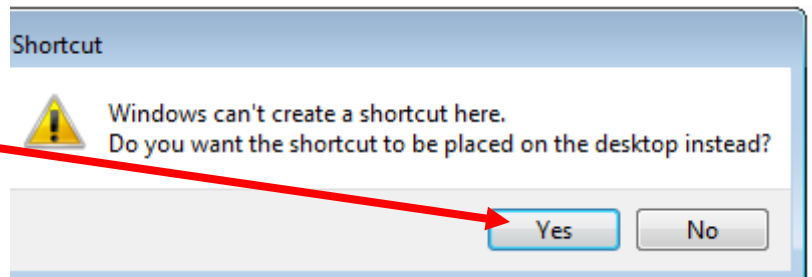 Shortcut
Windows can't create a shortcut here.
Do you want the shortcut to be placed on the desktop instead?
Yes
No